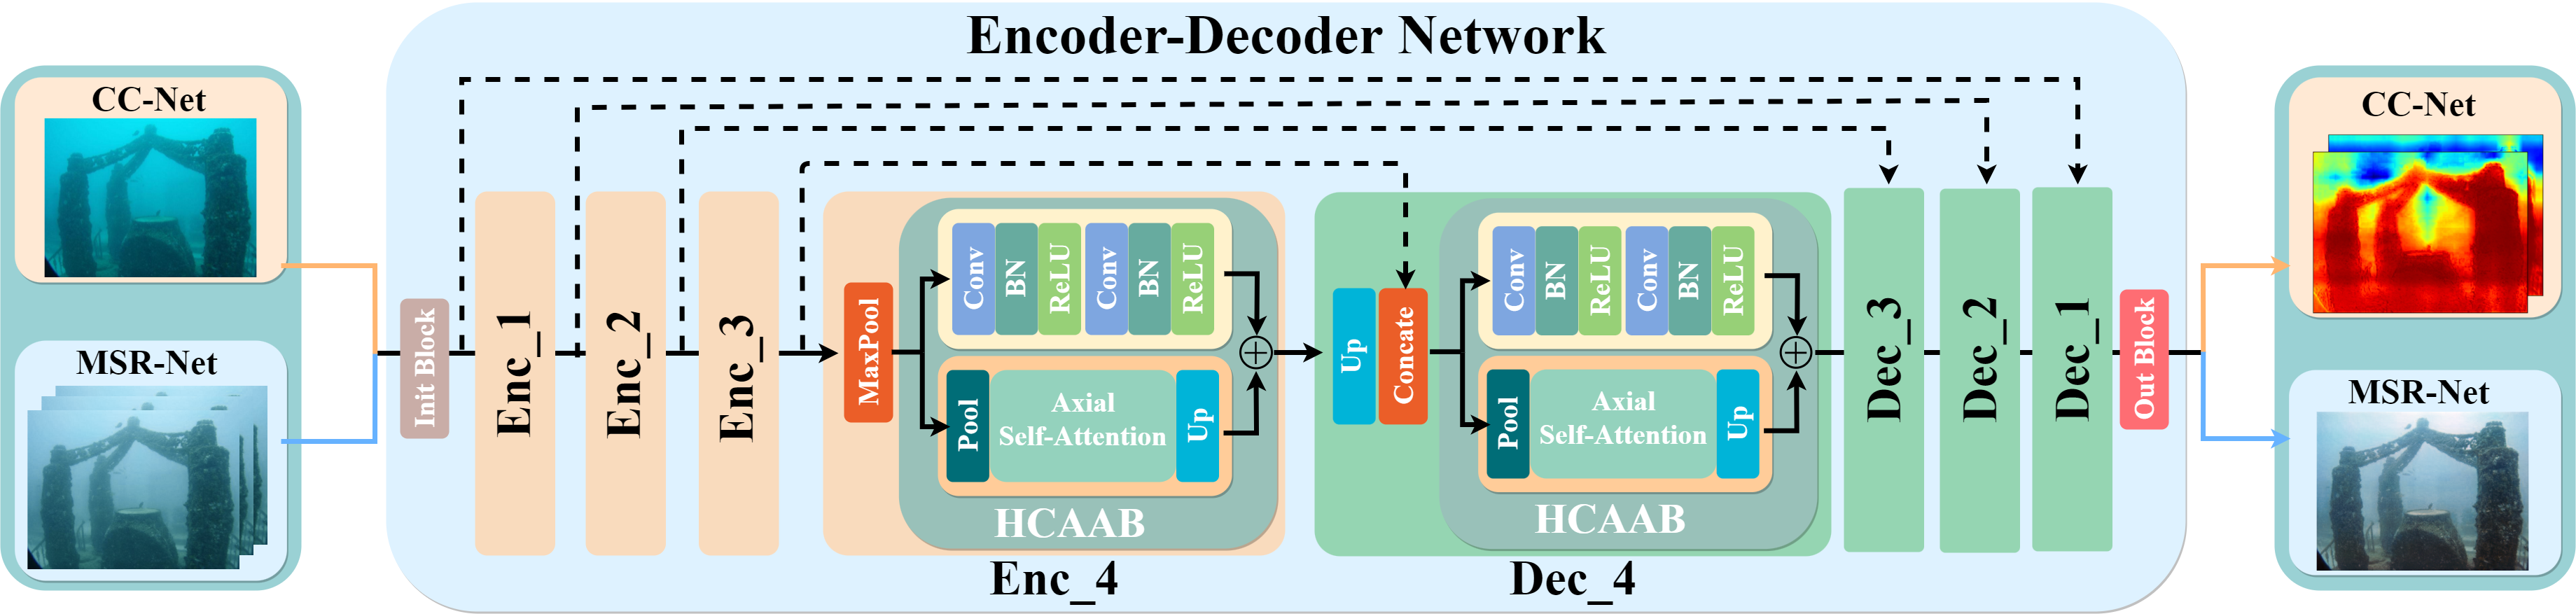 Encoder-Decoder Network
CC-Net
MSR-Net
Init Block
Enc_1
Enc_2
Enc_3
MaxPool
Conv
BN
ReLU
Conv
BN
ReLU
Pool
Axial
Self-Attention
Up
HCAAB
Enc_4
Up
Concate
Conv
BN
ReLU
Conv
BN
ReLU
Pool
Axial
Self-Attention
Up
HCAAB
Dec_4
Dec_3
Dec_2
Dec_1
Out Block
CC-Net
MSR-Net